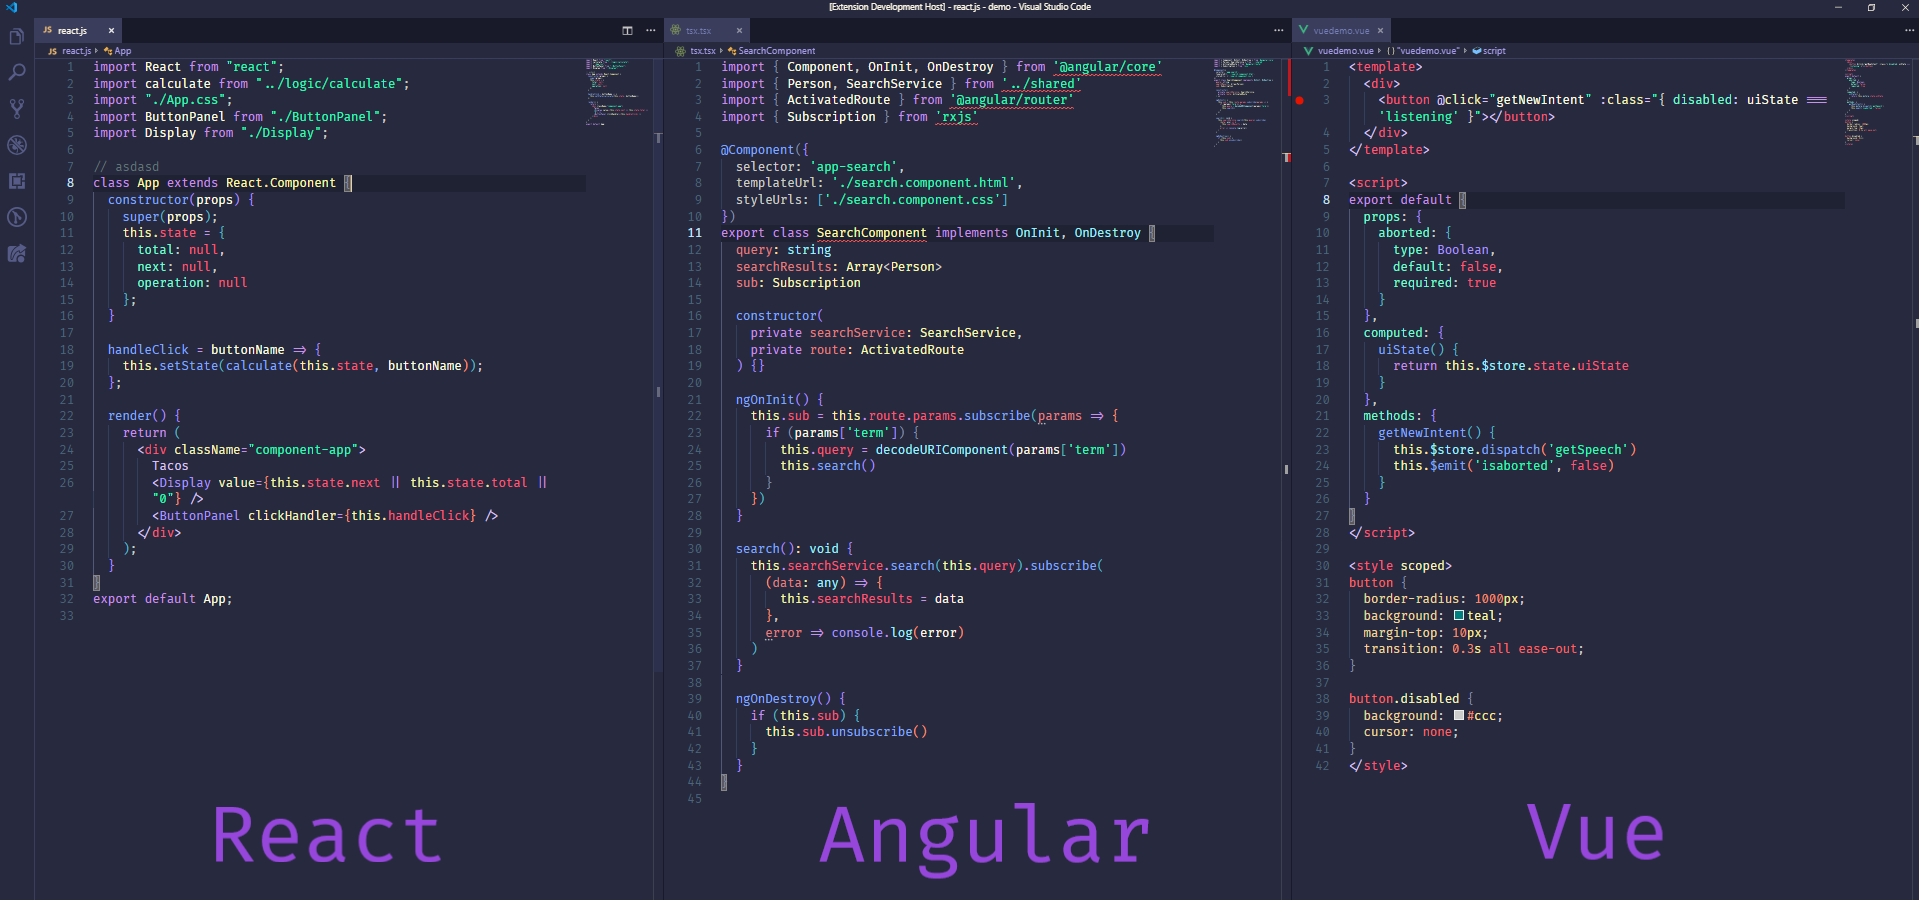 [Extension Development Host] - react.js - demo - Visual Studio Code
JS react.js ×
JS react.js › App
1 import React from "react";
2 import calculate from "../logic/calculate";
3 import "./App.css";
4 import ButtonPanel from "./ButtonPanel";
5 import Display from "./Display";
6
7 // asdasd
8 class App extends React.Component {
9 constructor(props) {
10 super(props);
11 this.state = {
12 total: null,
13 next: null,
14 operation: null
15 };
16 }
17
18 handleClick = buttonName => {
19 this.setState(calculate(this.state, buttonName));
20 };
21
22 render() {
23 return (
24 <div className="component-app">
25 Tacos
26 <Display value={this.state.next || this.state.total ||
"0"} />
27 <ButtonPanel clickHandler={this.handleClick} />
28 </div>
29 );
30 }
31 }
32 export default App;
33
React
tsx.tsx ×
tsx.tsx › SearchComponent
1 import { Component, OnInit, OnDestroy } from '@angular/core'
2 import { Person, SearchService } from '../shared'
3 import { ActivatedRoute } from '@angular/router'
4 import { Subscription } from 'rxjs'
5
6 @Component({
7 selector: 'app-search',
8 templateUrl: './search.component.html',
9 styleUrls: ['./search.component.css']
10 })
11 export class SearchComponent implements OnInit, OnDestroy {
12 query: string
13 searchResults: Array<Person>
14 sub: Subscription
15
16 constructor(
17 private searchService: SearchService,
18 private route: ActivatedRoute
19 ) {}
20
21 ngOnInit() {
22 this.sub = this.route.params.subscribe(params => {
23 if (params['term']) {
24 this.query = decodeURIComponent(params['term'])
25 this.search()
26 }
27 })
28 }
29
30 search(): void {
31 this.searchService.search(this.query).subscribe(
32 (data: any) => {
33 this.searchResults = data
34 },
35 error => console.log(error)
36 )
37 }
38
39 ngOnDestroy() {
40 if (this.sub) {
41 this.sub.unsubscribe()
42 }
43 }
44 }
45
Angular
vuedemo.vue ×
vuedemo.vue › {} "vuedemo.vue" › script
1 <template>
2 <div>
3 <button @click="getNewIntent" :class="{ disabled: uiState ===
'listening' }"></button>
4 </div>
5 </template>
6
7 <script>
8 export default {
9 props: {
10 aborted: {
11 type: Boolean,
12 default: false,
13 required: true
14 }
15 },
16 computed: {
17 uiState() {
18 return this.$store.state.uiState
19 }
20 },
21 methods: {
22 getNewIntent() {
23 this.$store.dispatch('getSpeech')
24 this.$emit('isaborted', false)
25 }
26 }
27 }
28 </script>
29
30 <style scoped>
31 button {
32 border-radius: 1000px;
33 background: teal;
34 margin-top: 10px;
35 transition: 0.3s all ease-out;
36 }
37
38 button.disabled {
39 background: #ccc;
40 cursor: none;
41 }
42 </style>
Vue